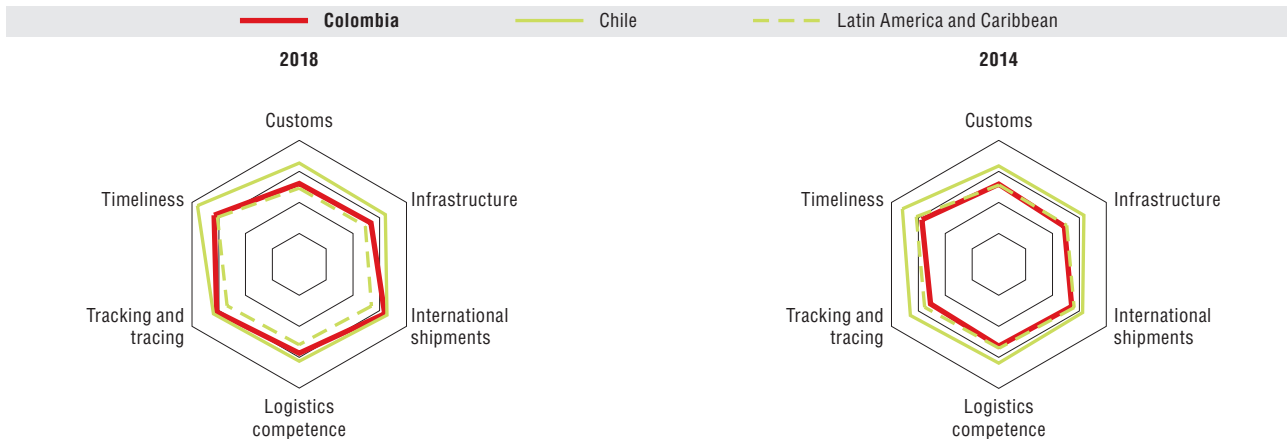 Colombia
Chile
Latin America and Caribbean
2018
Customs
Timeliness
Infrastructure
Tracking and
tracing
International
shipments
Logistics
competence
2014
Customs
Timeliness
Infrastructure
Tracking and
tracing
International
shipments
Logistics
competence